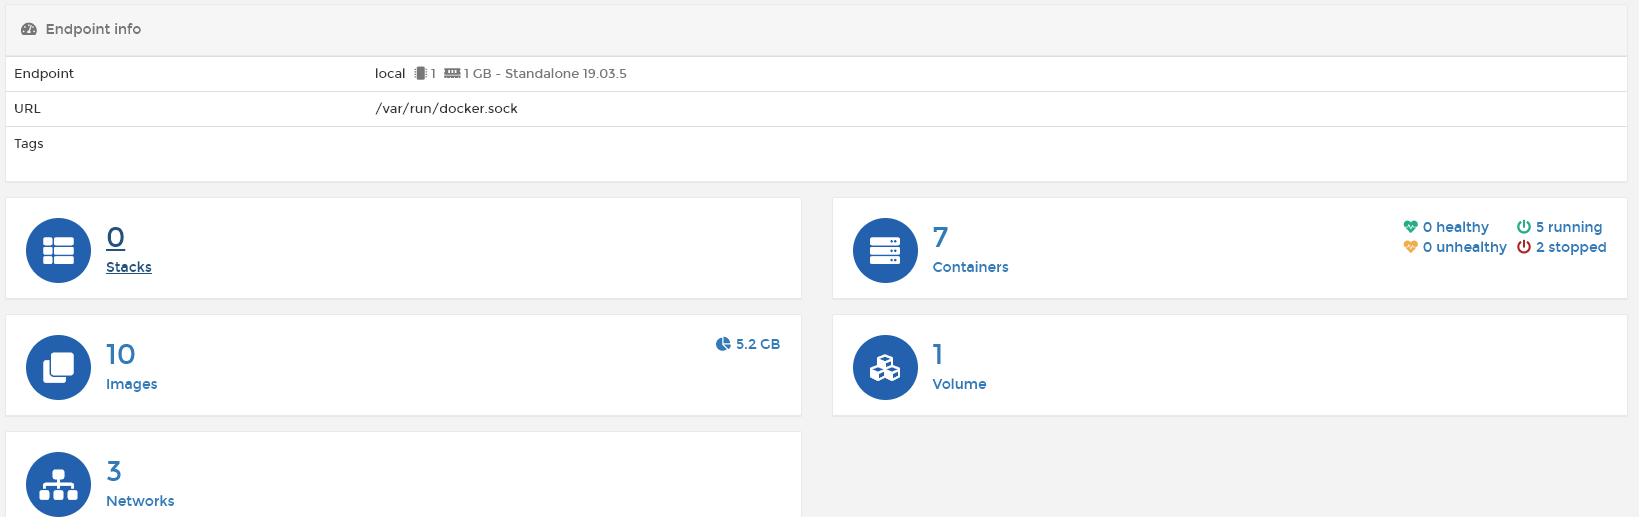 Endpoint info
Endpoint local 1 1 GB - Standalone 19.03.5
URL /var/run/docker.sock
Tags
0
Stacks
7
Containers
0 healthy 5 running
0 unhealthy 2 stopped
10
Images
5.2 GB
1
Volume
3
Networks